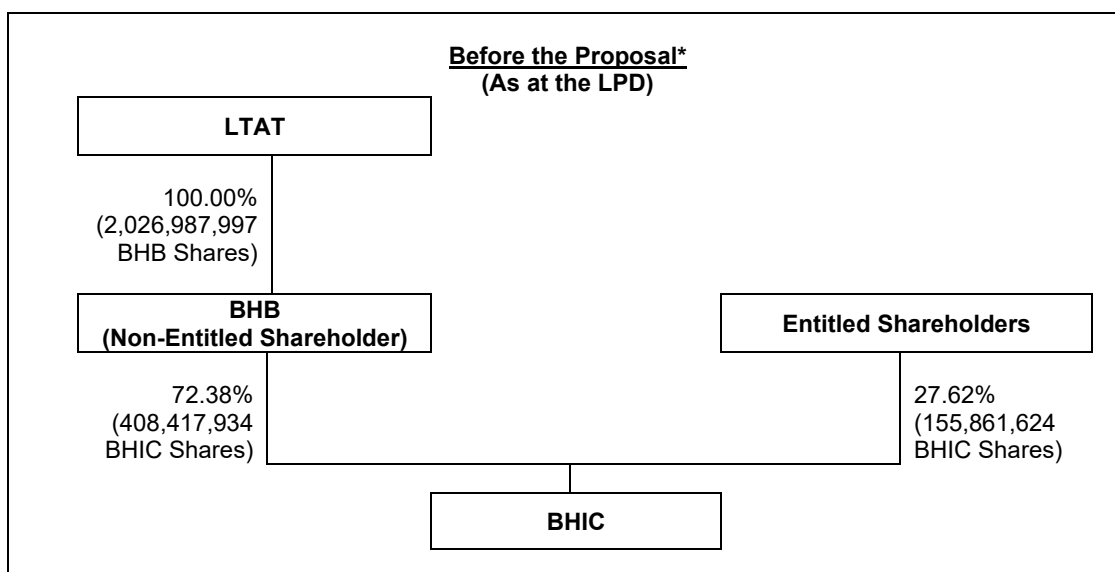 Before the Proposal*
(As at the LPD)
LTAT
100.00%
(2,026,987,997
BHB Shares)
BHB
(Non-Entitled Shareholder)
Entitled Shareholders
72.38%
(408,417,934
BHIC Shares)
27.62%
(155,861,624
BHIC Shares)
BHIC